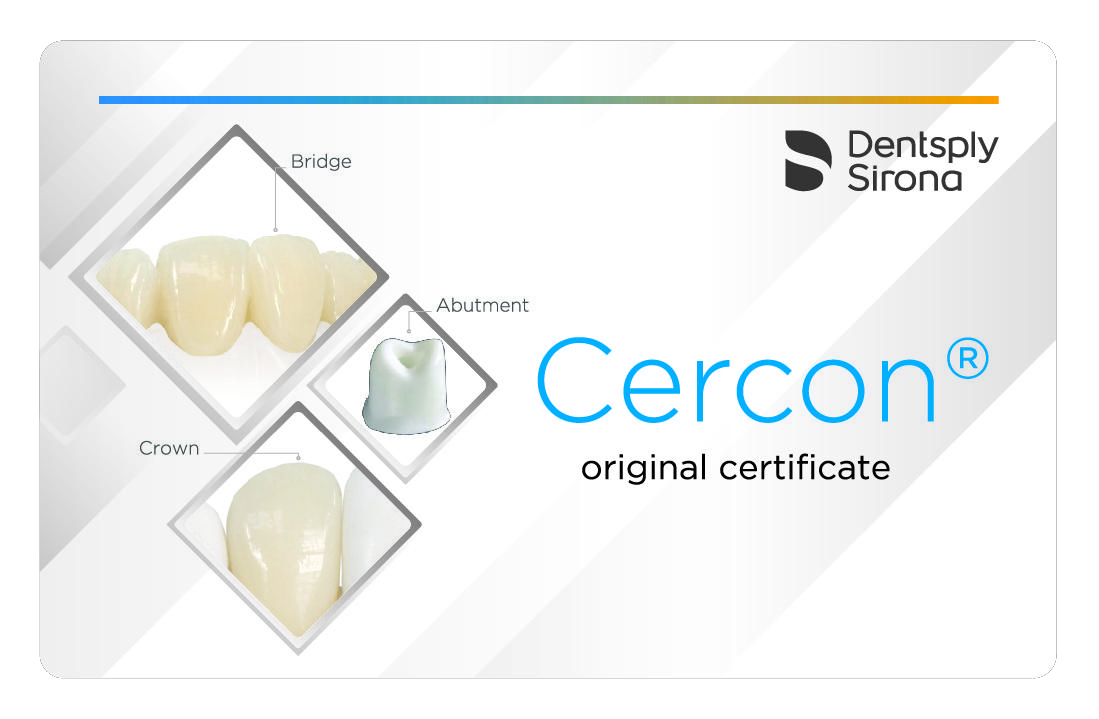 Bridge
Dentsply
Sirona
Abutment
Cercon®
Crown
original certificate